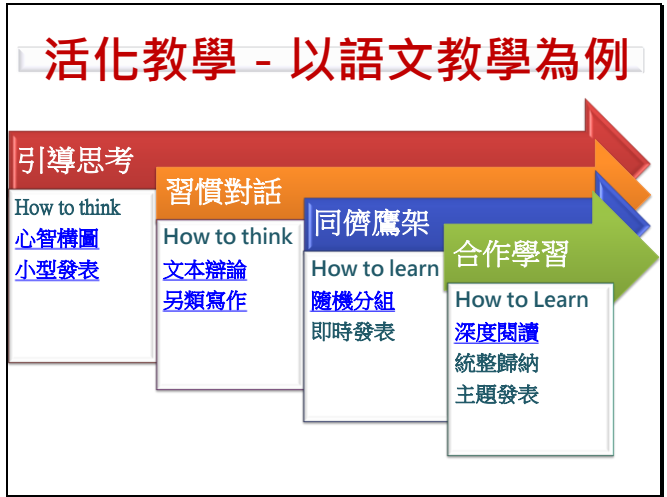 活化教學 - 以語文教學為例
引導思考
How to think
心智構圖
小型發表
習慣對話
How to think
文本辯論
另類寫作
同儕鷹架
How to learn
隨機分組
即時發表
合作學習
How to Learn
深度閱讀
統整歸納
主題發表